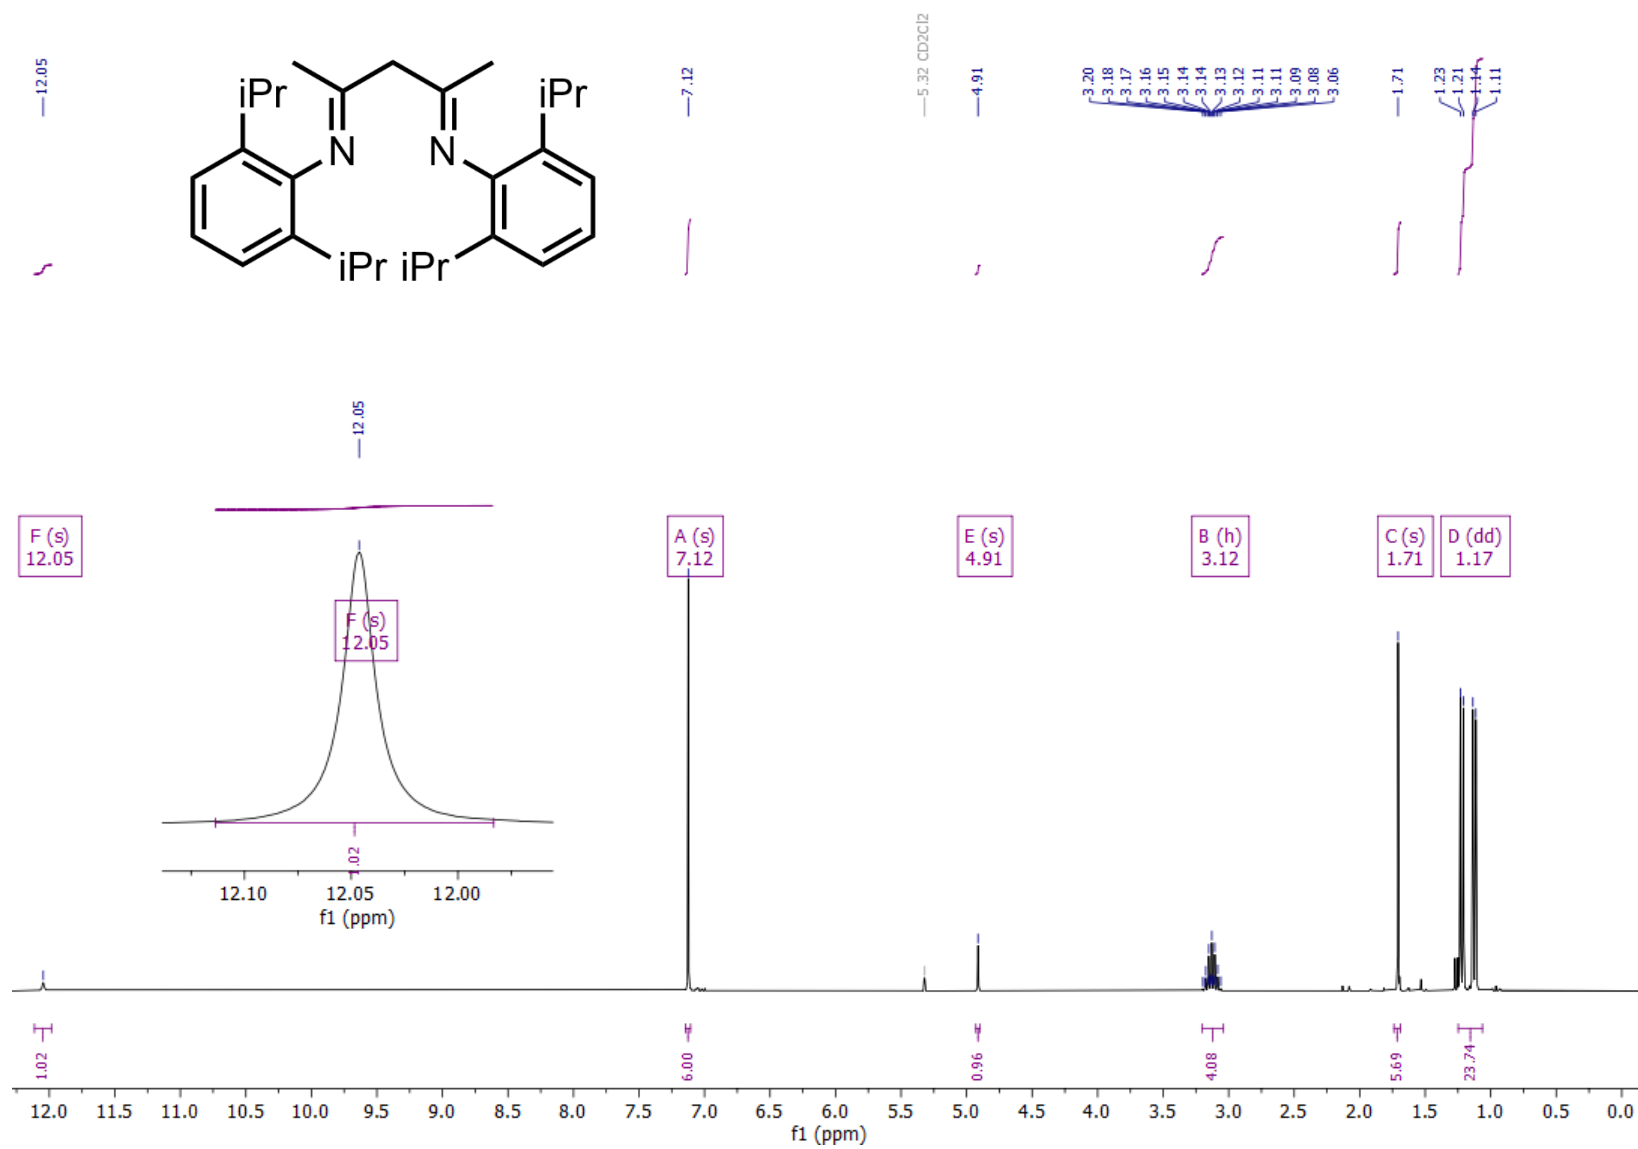 12.05
7.12
5.32 CD2Cl2
4.91
3.20
3.18
3.17
3.16
3.15
3.14
3.14
3.13
3.12
3.11
3.11
3.09
3.08
3.06
1.71
1.23
1.21
1.14
1.11
iPr
iPr
N
N
iPr
iPr
12.05
F (s)
12.05
A (s)
7.12
E (s)
4.91
B (h)
3.12
C (s)
1.71
D (dd)
1.17
F (s)
12.05
1.02
12.10 12.05 12.00
f1 (ppm)
1.02
6.00
0.96
4.08
5.69
23.74
12.0 11.5 11.0 10.5 10.0 9.5 9.0 8.5 8.0 7.5 7.0 6.5 6.0 5.5 5.0 4.5 4.0 3.5 3.0 2.5 2.0 1.5 1.0 0.5 0.0
f1 (ppm)